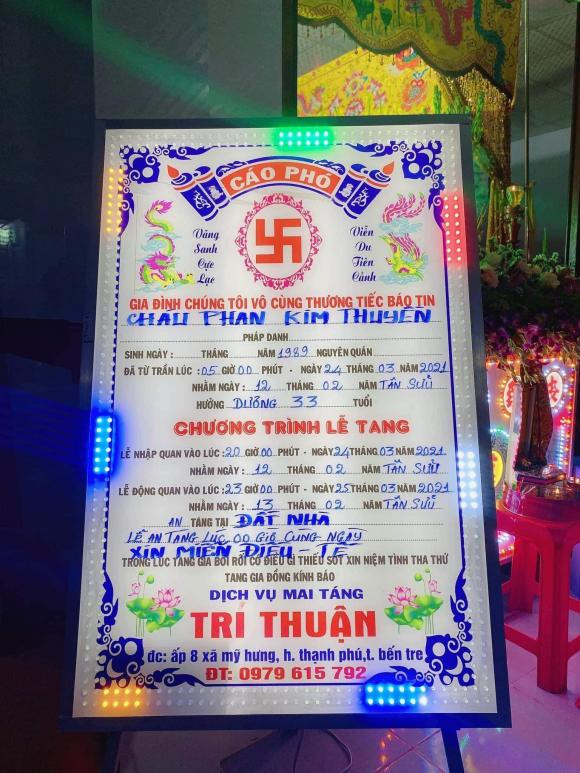 CÁO PHÓ
Vãng Sanh Cực Lạc
Viễn Du Tiên Cảnh
GIA ĐÌNH CHÚNG TÔI VÔ CÙNG THƯƠNG TIẾC BÁO TIN
CHÂU PHAN KIM THUYÊN
PHÁP DANH
SINH NGÀY : THÁNG NĂM 1989 NGUYÊN QUÁN
ĐÃ TỪ TRẦN LÚC : 05 GIỜ 00 PHÚT - NGÀY 24 THÁNG 03 NĂM 2021
NHẰM NGÀY : 12 THÁNG 02 NĂM TÂN SỬU
HƯỞNG DƯƠNG 33 TUỔI
CHƯƠNG TRÌNH LỄ TANG
LỄ NHẬP QUAN VÀO LÚC : 20 GIỜ 00 PHÚT - NGÀY 24 THÁNG 03 NĂM 2021
NHẰM NGÀY : 12 THÁNG 02 NĂM TÂN SỬU
LỄ ĐỘNG QUAN VÀO LÚC : 23 GIỜ 00 PHÚT - NGÀY 25 THÁNG 03 NĂM 2021
NHẰM NGÀY : 13 THÁNG 02 NĂM TÂN SỬU
AN TÁNG TẠI ĐẤT NHÀ
LỄ AN TÁNG LÚC 00 GIỜ CÙNG NGÀY
XIN MIỄN ĐIẾU - TẾ
TRONG LÚC TANG GIA BỐI RỐI CÓ ĐIỀU GÌ THIẾU SÓT XIN NIỆM TÌNH THA THỨ
TANG GIA ĐỒNG KÍNH BÁO
DỊCH VỤ MAI TÁNG
TRÍ THUẬN
đc: ấp 8 xã mỹ hưng, h. thạnh phú,t. bến tre
ĐT: 0979 615 792